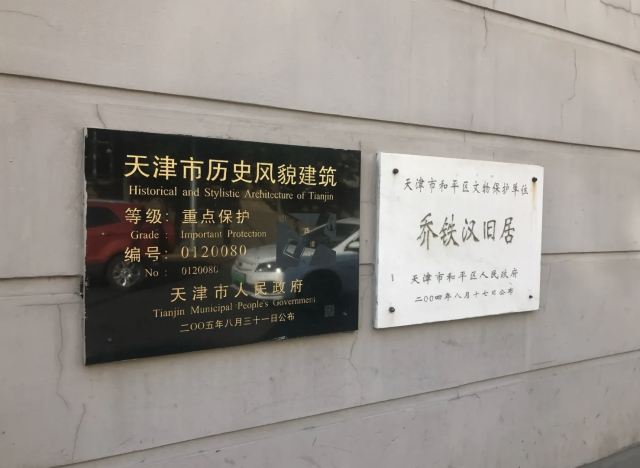 天津市历史风貌建筑
Historical and Stylistic Architecture of Tianjin
等级：重点保护
Grade : Important Protection
编号：0120080
No : 0120080
天津市人民政府
Tianjin Municipal People's Government
二〇〇五年八月三十一日公布
天津市和平区文物保护单位
乔铁汉旧居
天津市和平区人民政府
二〇〇四年八月十七日公布